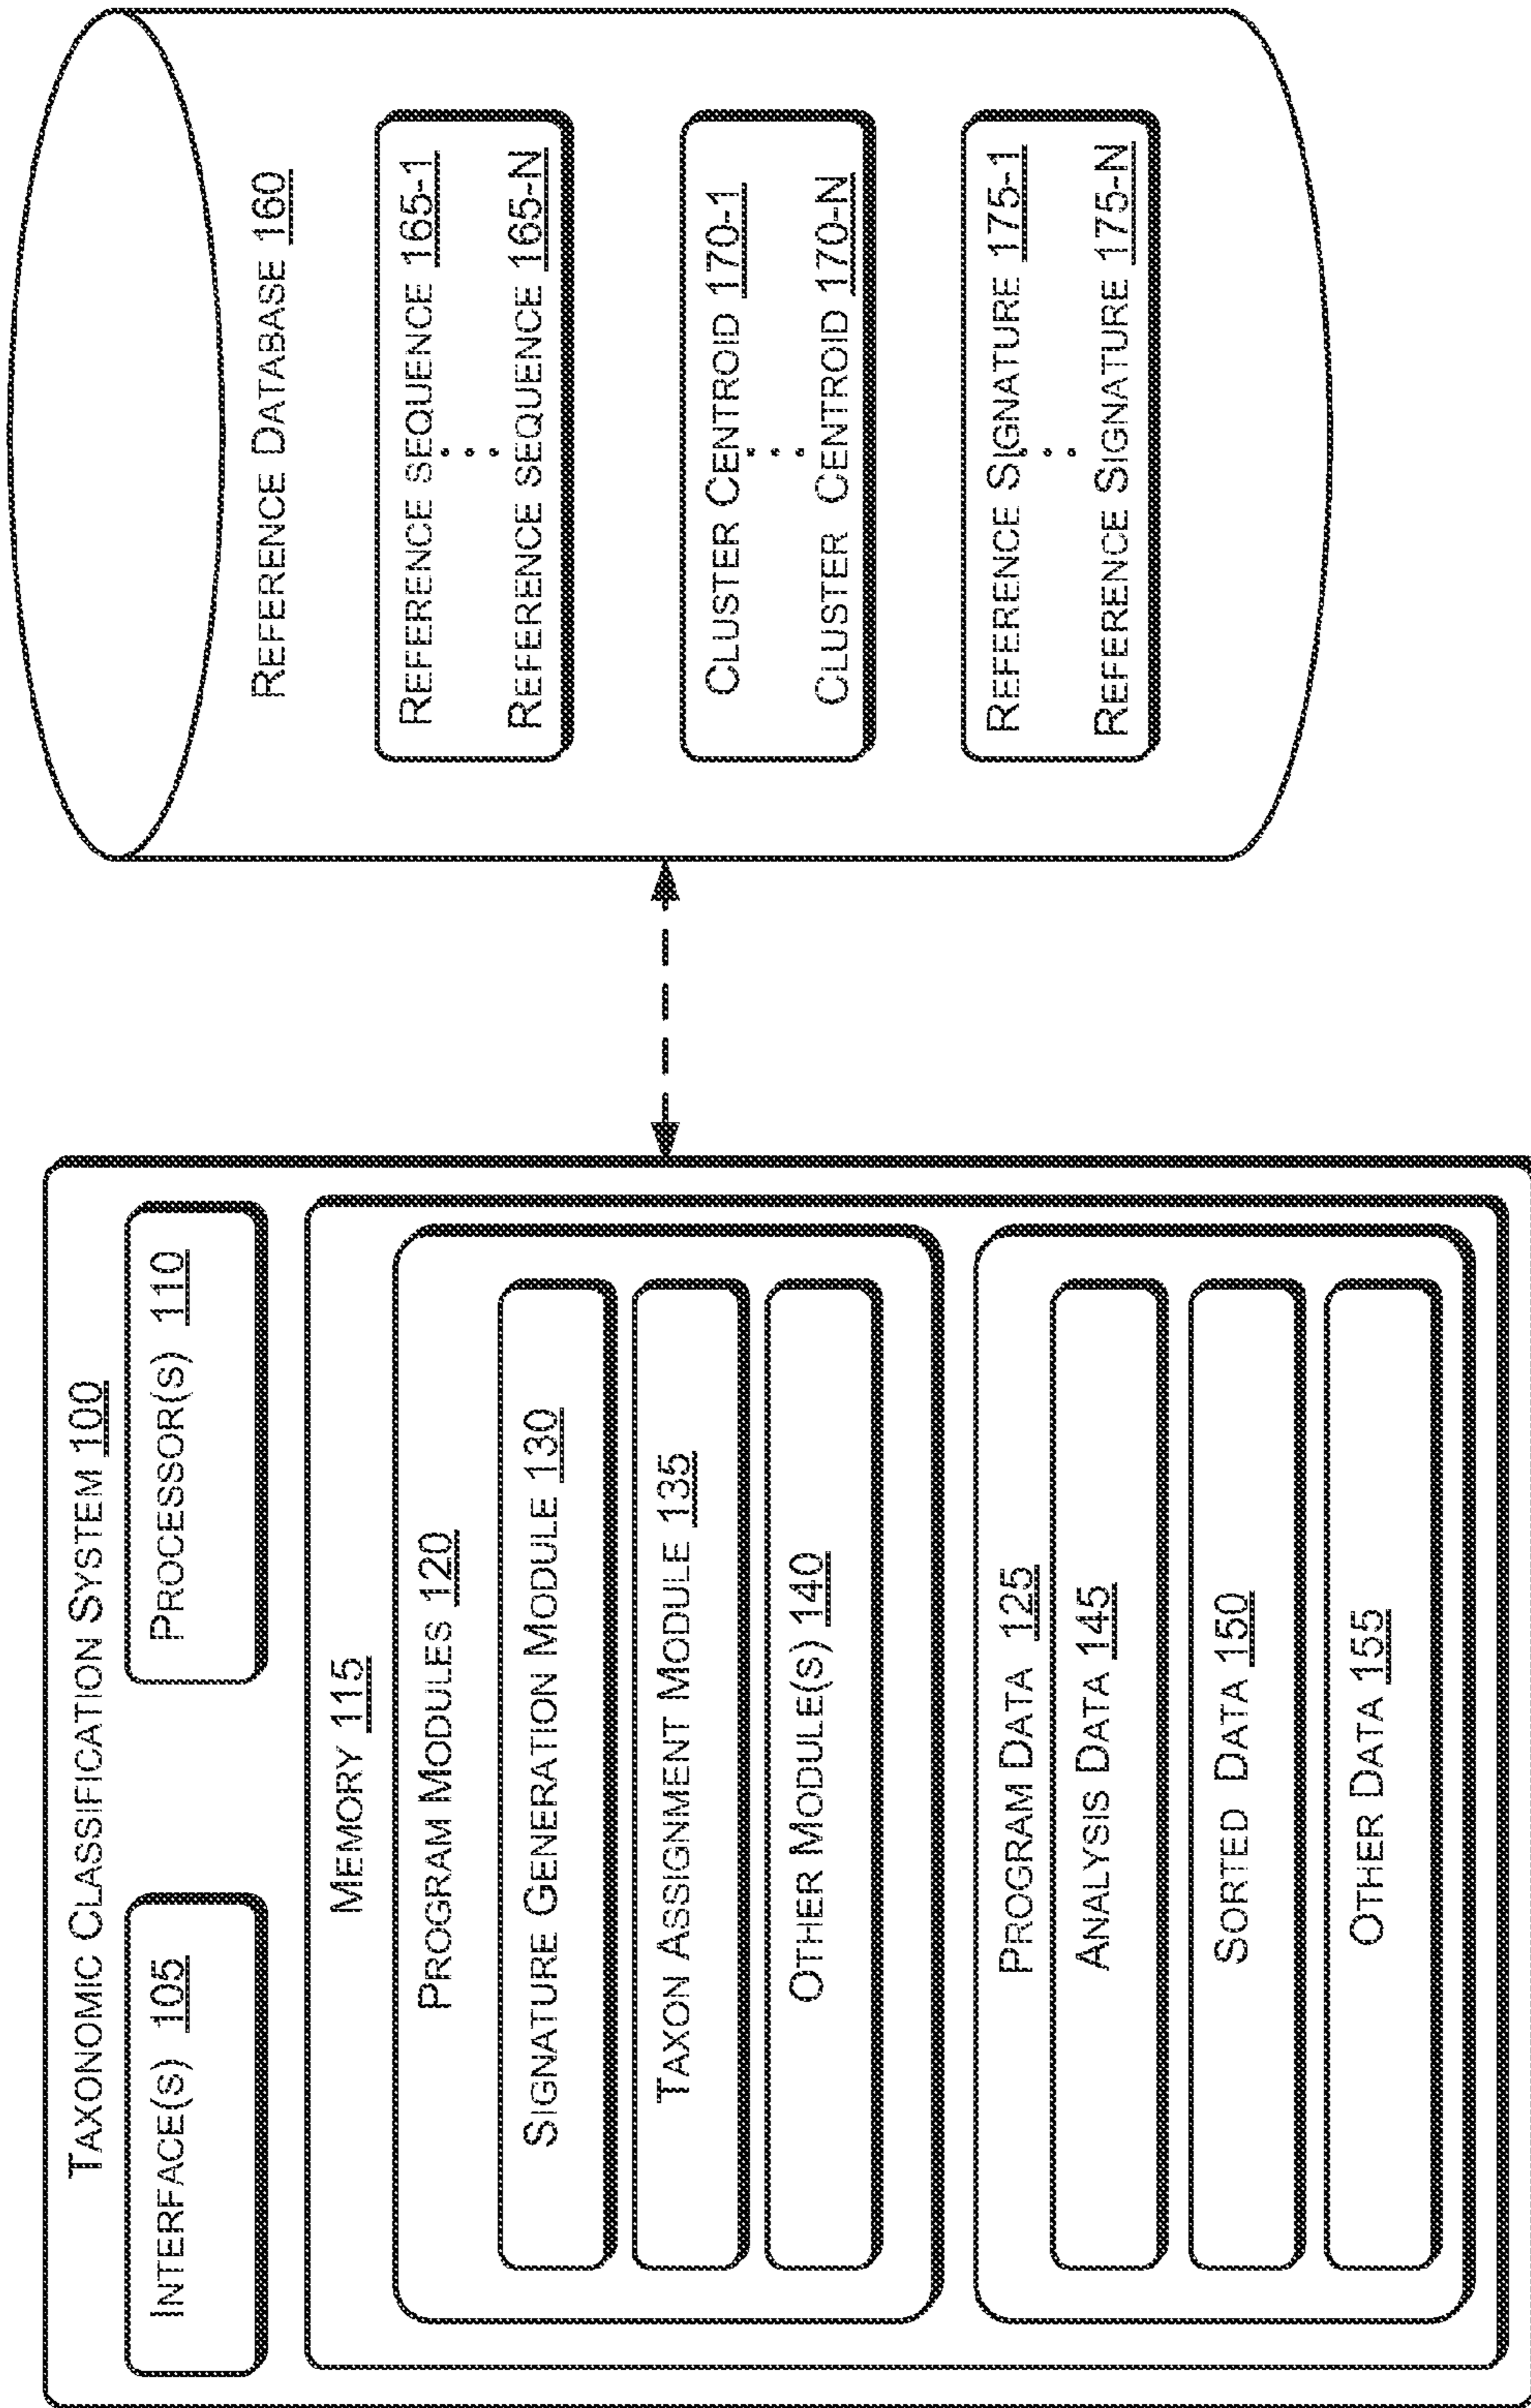 TAXONOMIC CLASSIFICATION SYSTEM 100
INTERFACE(S) 105
PROCESSOR(S) 110
MEMORY 115
PROGRAM MODULES 120
SIGNATURE GENERATION MODULE 130
TAXON ASSIGNMENT MODULE 135
OTHER MODULE(S) 140
PROGRAM DATA 125
ANALYSIS DATA 145
SORTED DATA 150
OTHER DATA 155
REFERENCE DATABASE 160
REFERENCE SEQUENCE 165-1
REFERENCE SEQUENCE 165-N
CLUSTER CENTROID 170-1
CLUSTER CENTROID 170-N
REFERENCE SIGNATURE 175-1
REFERENCE SIGNATURE 175-N